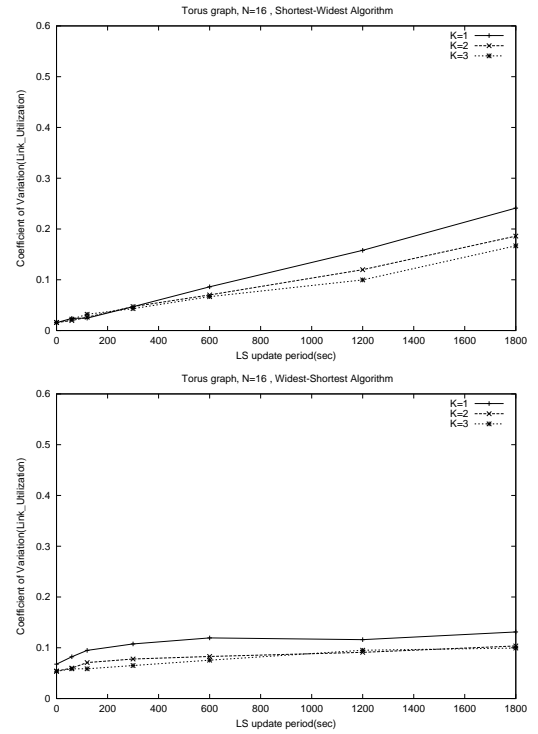 Torus graph, N=16 , Shortest-Widest Algorithm
0.6
0.5
0.4
0.3
0.2
0.1
0
Coefficient of Variation(Link_Utilization)
K=1
K=2
K=3
0 200 400 600 800 1000 1200 1400 1600 1800
LS update period(sec)
Torus graph, N=16 , Widest-Shortest Algorithm
0.6
0.5
0.4
0.3
0.2
0.1
0
Coefficient of Variation(Link_Utilization)
K=1
K=2
K=3
0 200 400 600 800 1000 1200 1400 1600 1800
LS update period(sec)